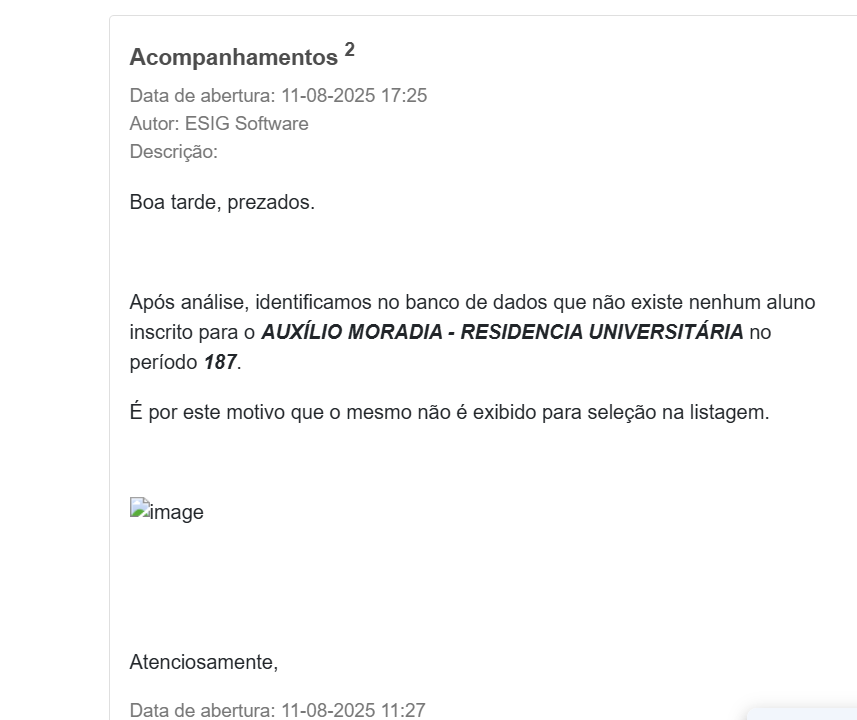 Acompanhamentos 2
Data de abertura: 11-08-2025 17:25
Autor: ESIG Software
Descrição:
Boa tarde, prezados.
Após análise, identificamos no banco de dados que não existe nenhum aluno
inscrito para o AUXÍLIO MORADIA - RESIDENCIA UNIVERSITÁRIA no
período 187.
É por este motivo que o mesmo não é exibido para seleção na listagem.
image
Atenciosamente,
Data de abertura: 11-08-2025 11:27